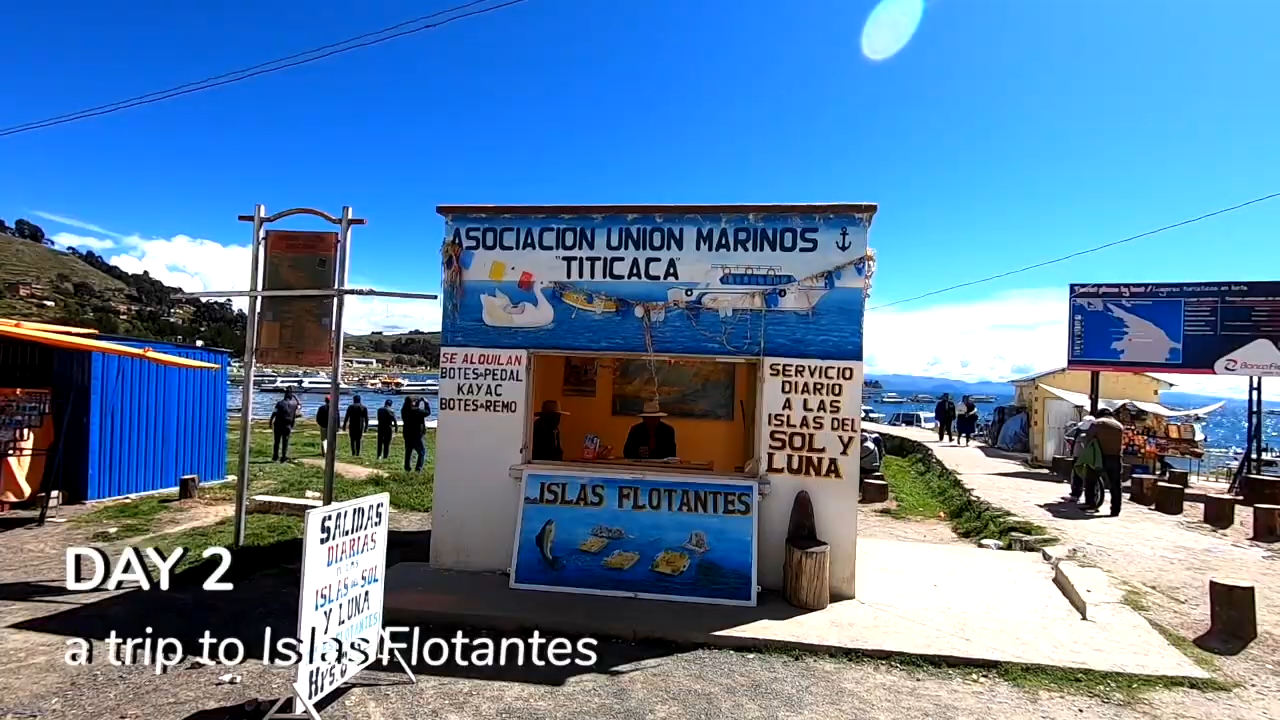 ASOCIACION UNION MARINOS
"TITICACA"
SE ALQUILAN
BOTES A PEDAL
KAYAC
BOTES A REMO
SERVICIO
DIARIO
A LAS
ISLAS DEL
SOL Y
LUNA
ISLAS FLOTANTES
SALIDAS
DIARIAS
ISLAS DEL SOL
Y LUNA
FLOTANTES
DAY 2
a trip to Islas Flotantes